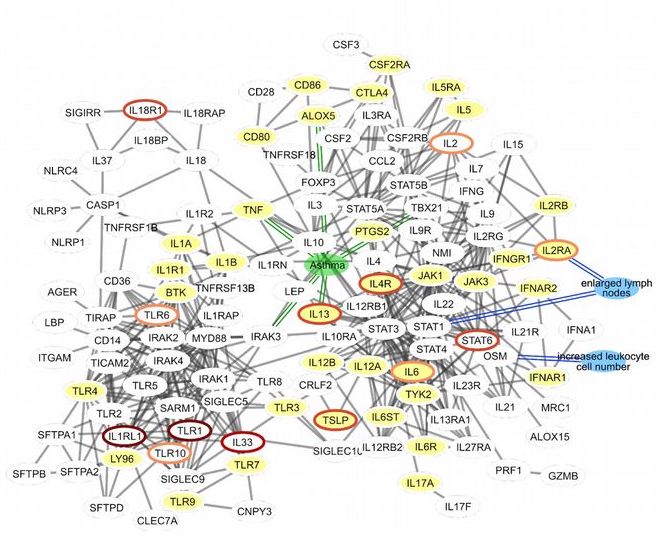 CSF3
CSF2RA
CD28
CD86
CTLA4
IL5RA
SIGIRR
IL18R1
IL18RAP
ALOX5
IL3RA
IL5
CD80
CSF2
CSF2RB
IL2
IL15
IL18BP
TNFRSF18
CCL2
IL7
IL37
IL18
NLRC4
FOXP3
STAT5B
IFNG
CASP1
IL3
STAT5A
TBX21
IL9
IL2RB
NLRP3
TNF
IL1R2
TNFRSF1B
PTGS2
IL9R
IL2RG
NLRP1
IL1A
IL10
NMI
IL2RA
IFNGR1
IL1R1
IL1B
IL1RN
Asthma
IL4
JAK1
JAK3
CD36
IL4R
IFNAR2
enlarged lymph
nodes
AGER
BTK
TNFRSF13B
LEP
IL12RB1
IL22
TIRAP
TLR6
IL1RAP
IL13
LBP
STAT3
STAT1
IL21R
IFNA1
CD14
IRAK2
MYD88
IRAK3
IL10RA
STAT6
ITGAM
TICAM2
IRAK4
STAT4
OSM
increased leukocyte
cell number
IL12B
IL12A
IL6
TLR4
TLR5
IRAK1
TLR8
CRLF2
IL23R
IFNAR1
TYK2
SARM1
SIGLEC5
TLR3
IL21
MRC1
TLR2
TSLP
IL6ST
IL13RA1
SFTPA1
IL1RL1
TLR1
IL33
ALOX15
LY96
TLR10
SIGLEC1
IL12RB2
IL6R
IL27RA
SFTPB
SFTPA2
TLR7
PRF1
GZMB
SIGLEC9
IL17A
SFTPD
TLR9
CNPY3
IL17F
CLEC7A